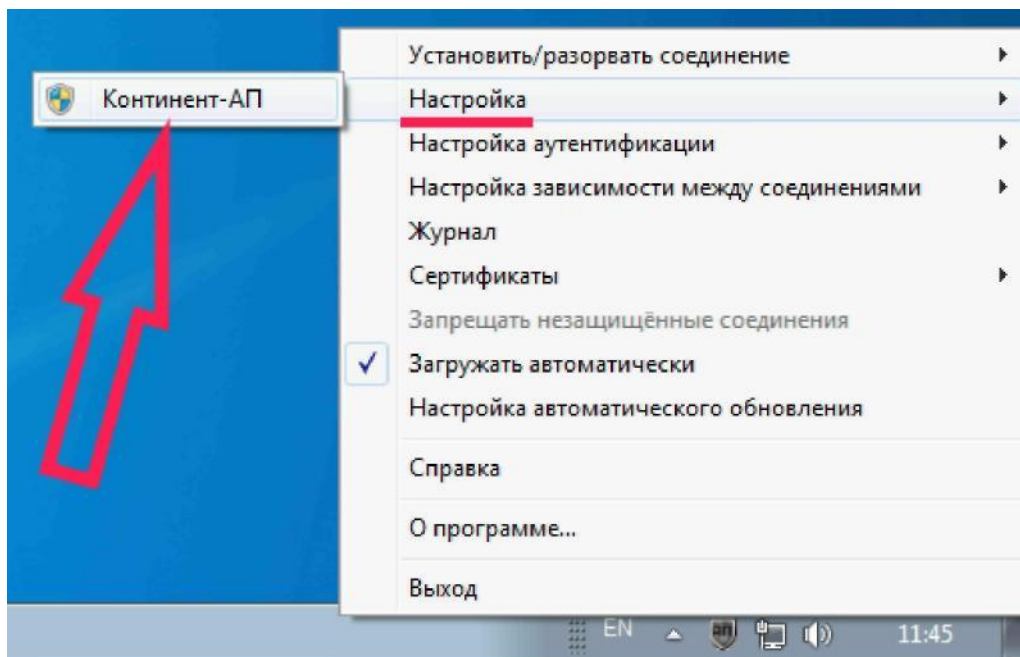 Установить/разорвать соединение
Континент-АП
Настройка
Настройка аутентификации
Настройка зависимости между соединениями
Журнал
Сертификаты
Запрещать незащищённые соединения
Загружать автоматически
Настройка автоматического обновления
Справка
О программе...
Выход
EN ап 11:45